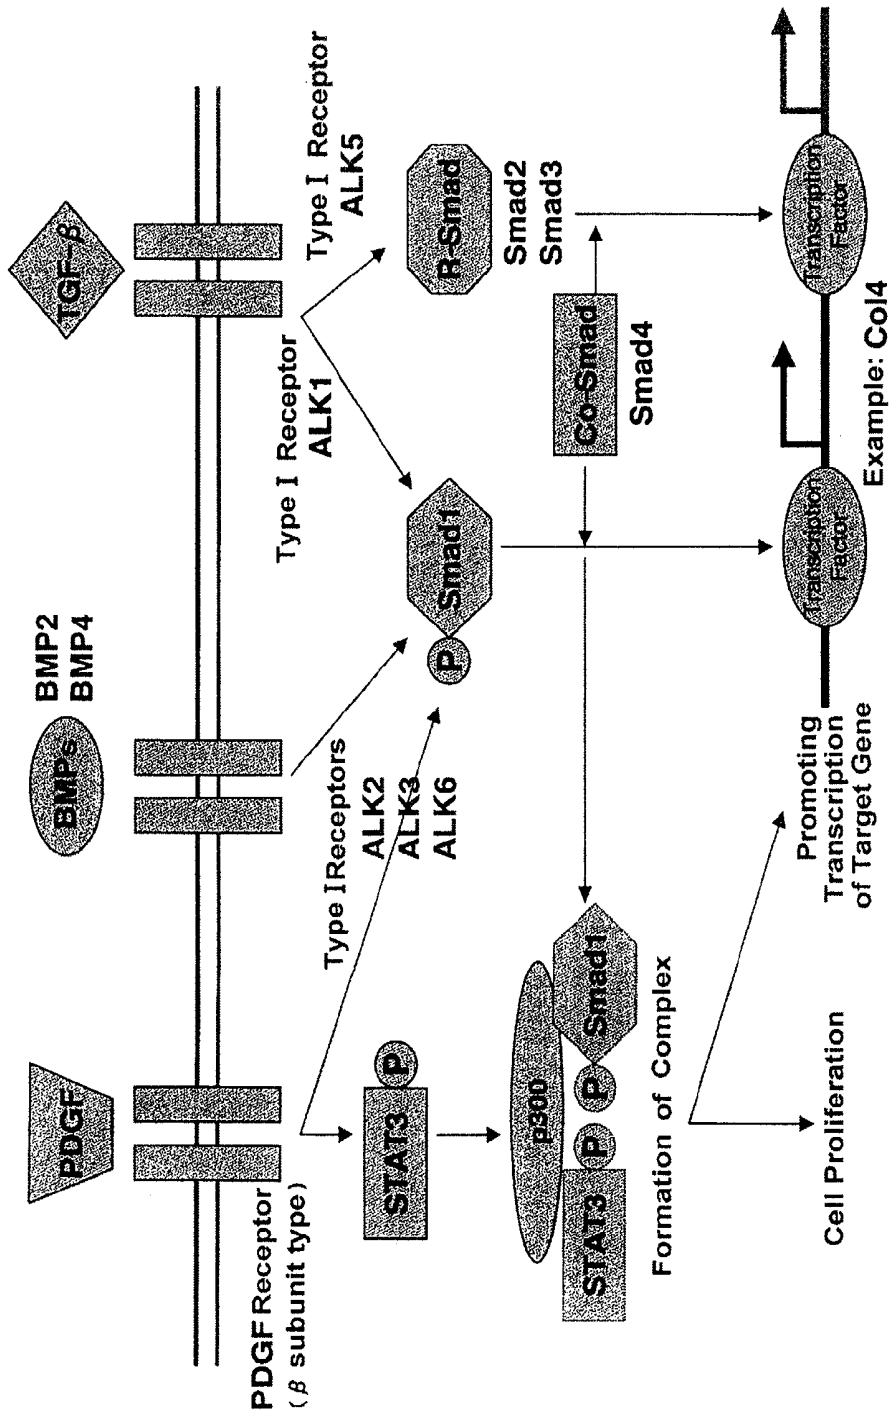 PDGF
BMPs
BMP2
BMP4
TGF-β
PDGF Receptor
(β subunit type)
Type I Receptors
ALK2
ALK3
ALK6
Type I Receptor
ALK1
Type I Receptor
ALK5
STAT3
P
P
Smad1
R-Smad
Smad2
Smad3
p300
STAT3
P
P
Smad1
Co-Smad
Smad4
Formation of Complex
Cell Proliferation
Promoting
Transcription
of Target Gene
Transcription
Factor
Transcription
Factor
Example: Col4